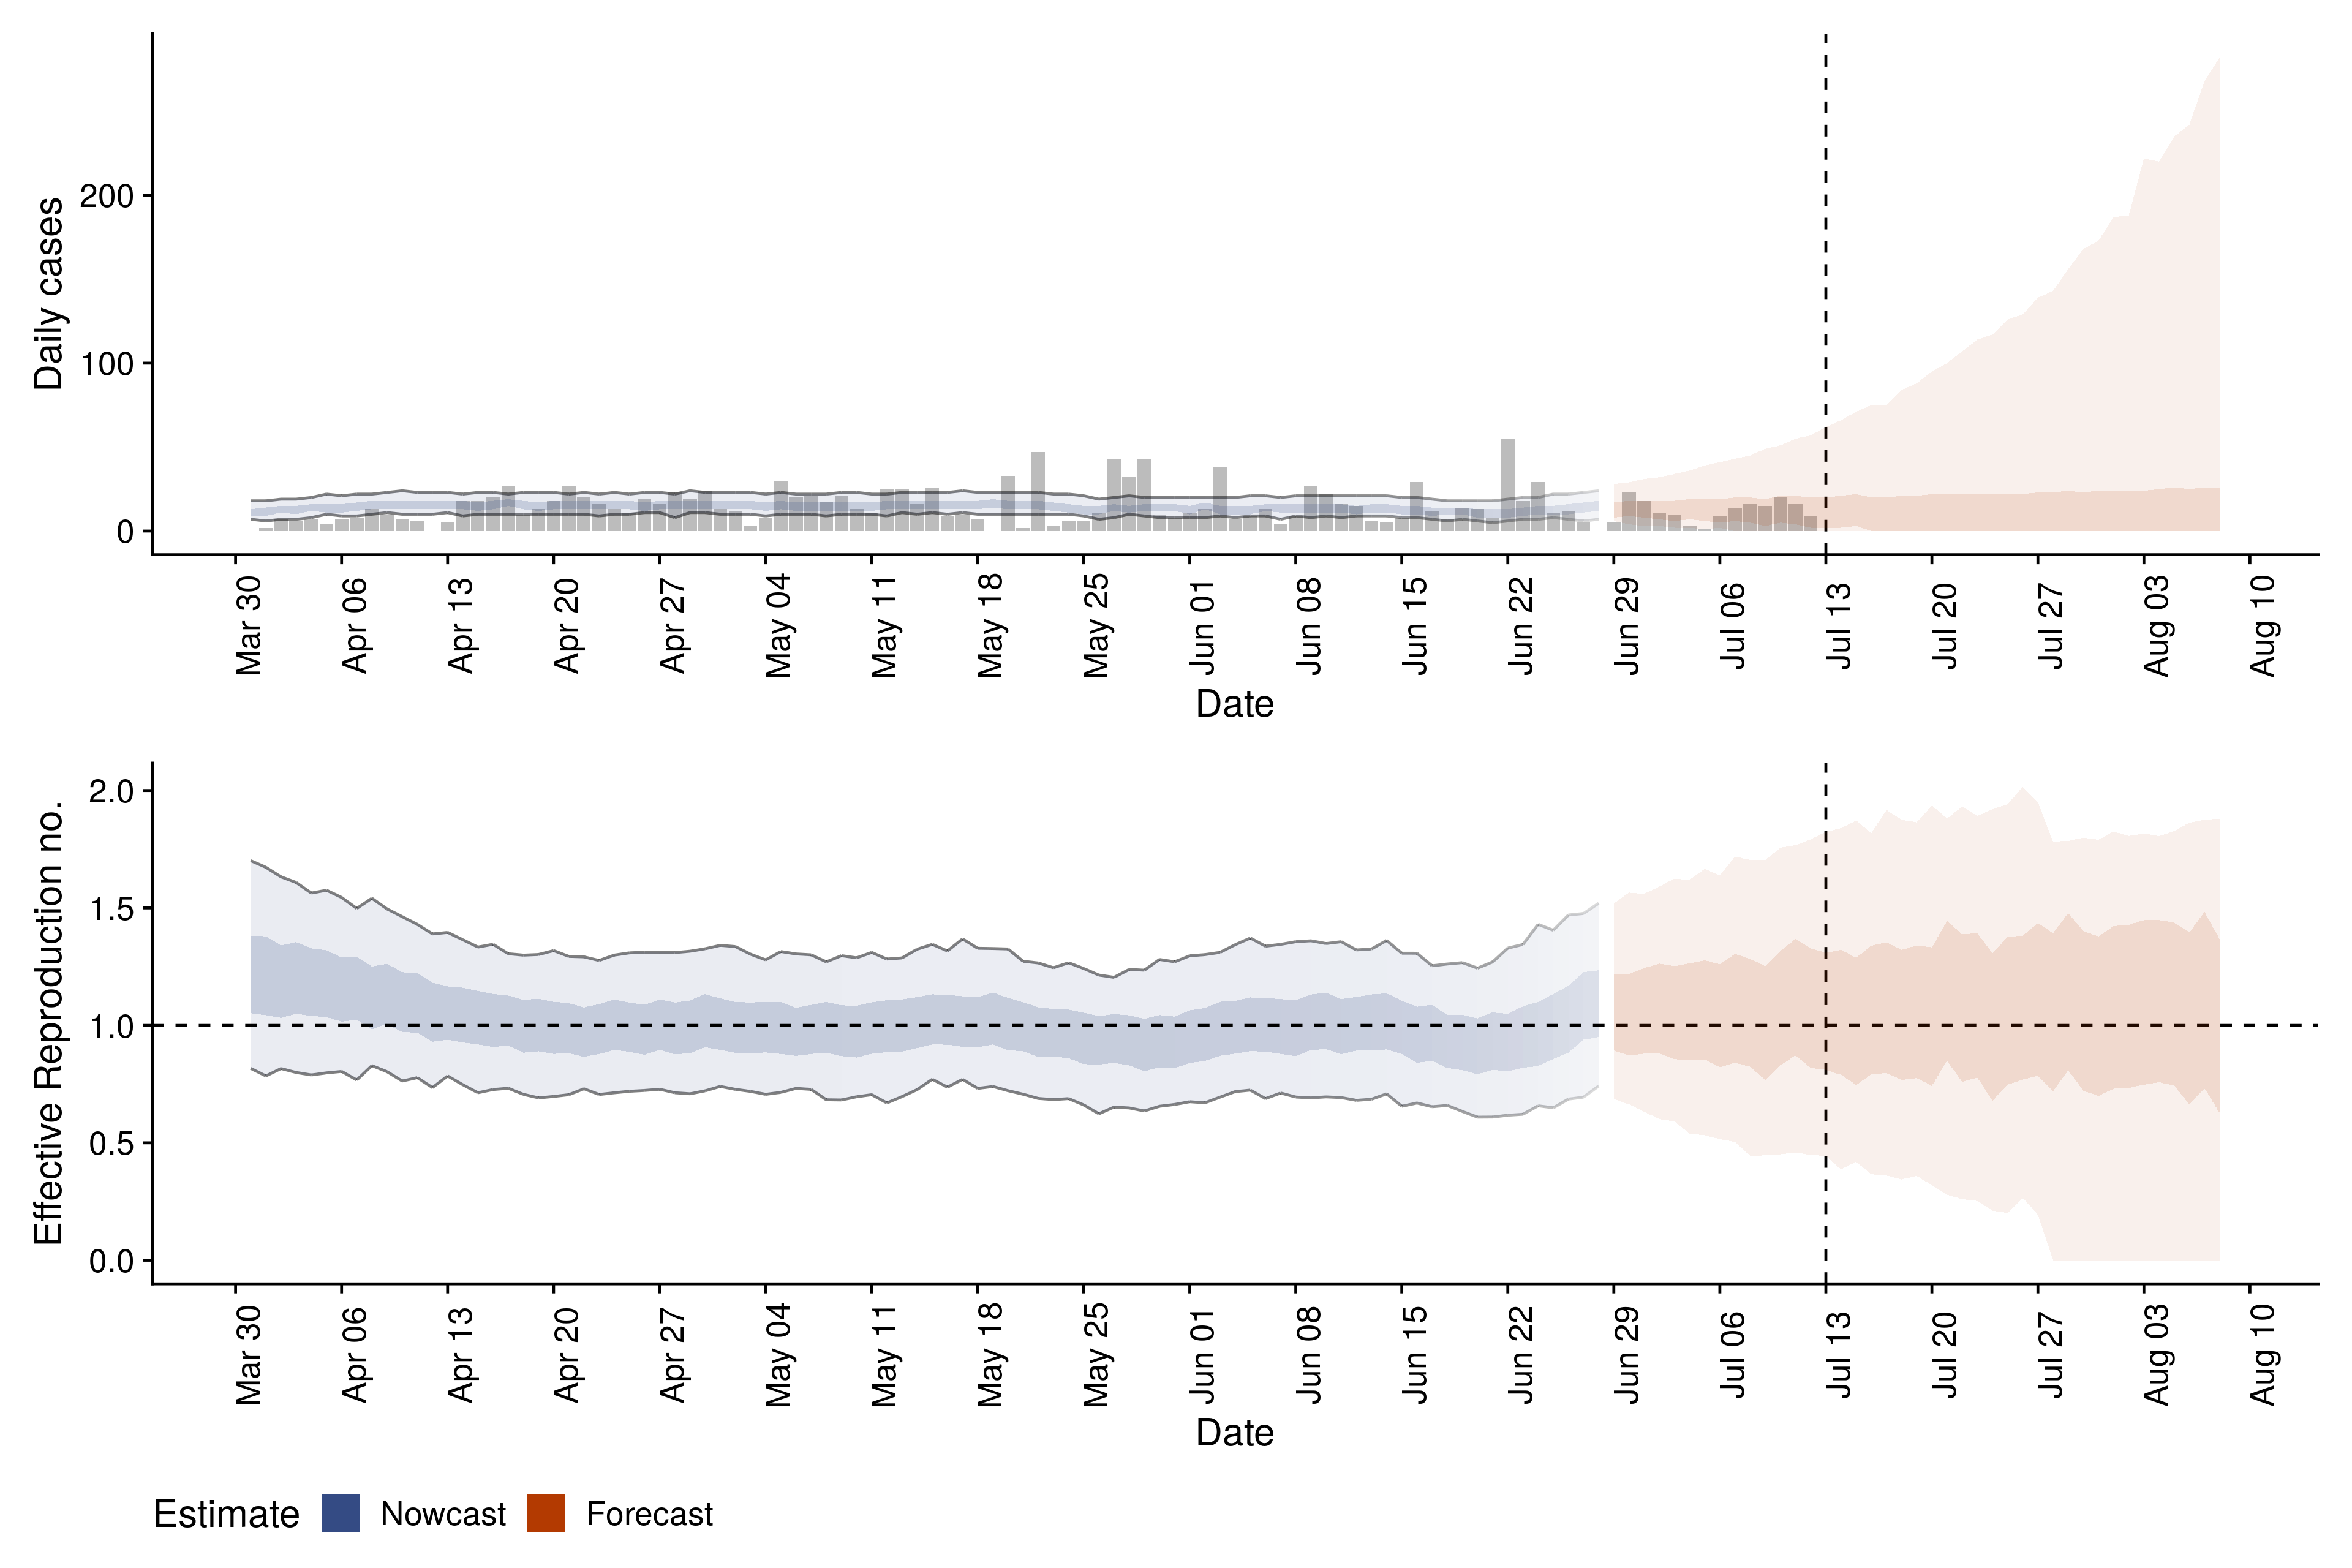 Daily cases
200
100
0
Mar 30
Apr 06
Apr 13
Apr 20
Apr 27
May 04
May 11
May 18
May 25
Jun 01
Jun 08
Jun 15
Jun 22
Jun 29
Jul 06
Jul 13
Jul 20
Jul 27
Aug 03
Aug 10
Date
Effective Reproduction no.
2.0
1.5
1.0
0.5
0.0
Mar 30
Apr 06
Apr 13
Apr 20
Apr 27
May 04
May 11
May 18
May 25
Jun 01
Jun 08
Jun 15
Jun 22
Jun 29
Jul 06
Jul 13
Jul 20
Jul 27
Aug 03
Aug 10
Date
Estimate Nowcast Forecast